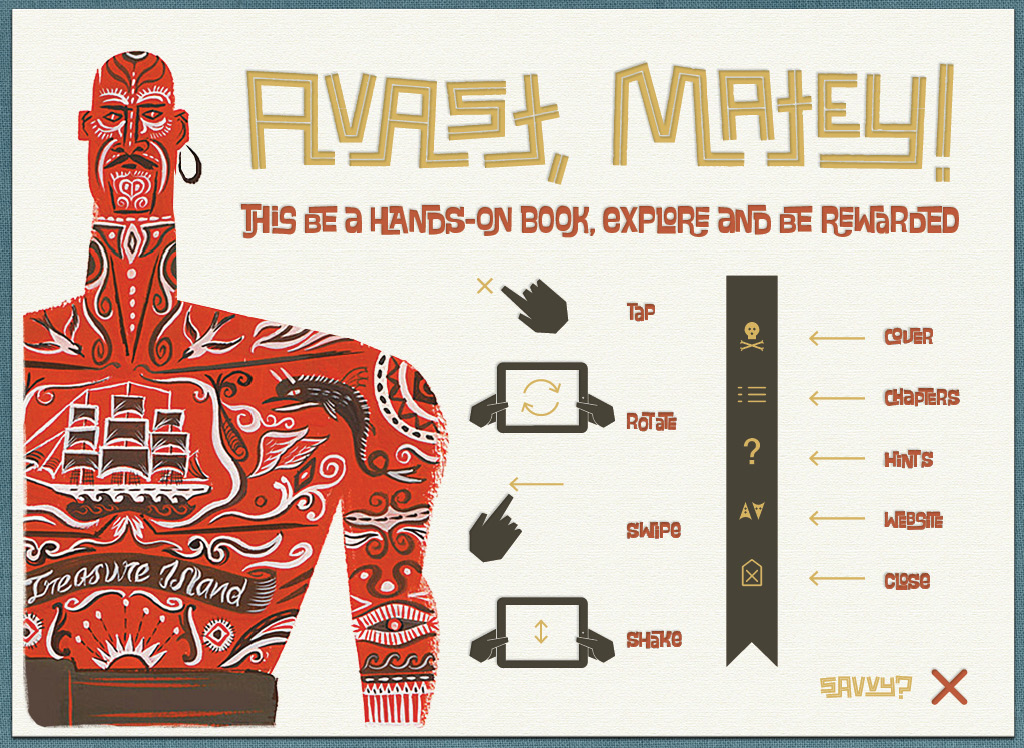 AVAST, MATEY!
THIS BE A HANDS-ON BOOK, EXPLORE AND BE REWARDED
TAP
ROTATE
SWIPE
SHAKE
COVER
CHAPTERS
HINTS
?
WEBSITE
CLOSE
Treasure Island
SAVVY?